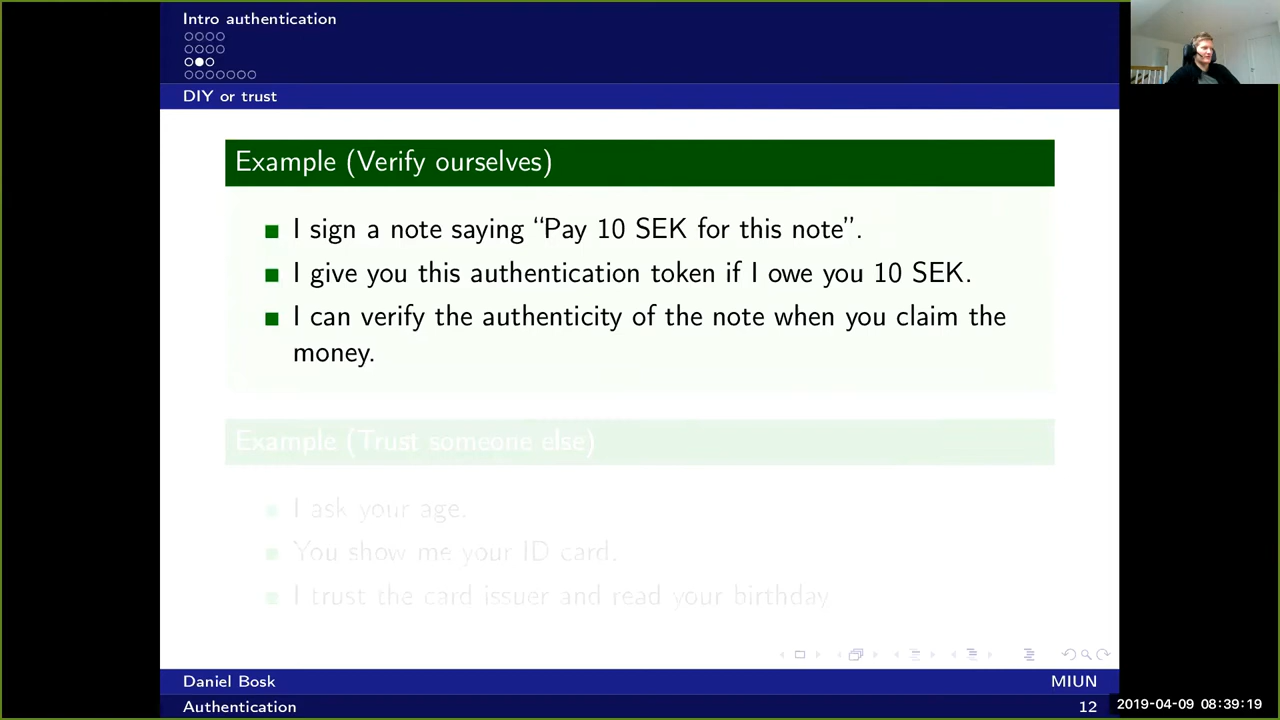 Intro authentication
DIY or trust
Example (Verify ourselves)
I sign a note saying “Pay 10 SEK for this note”.
I give you this authentication token if I owe you 10 SEK.
I can verify the authenticity of the note when you claim the
money.
Example (Trust someone else)
I ask your age.
You show me your ID card.
I trust the card issuer and read your birthday
Daniel Bosk
MIUN
Authentication
12
2019-04-09 08:39:19